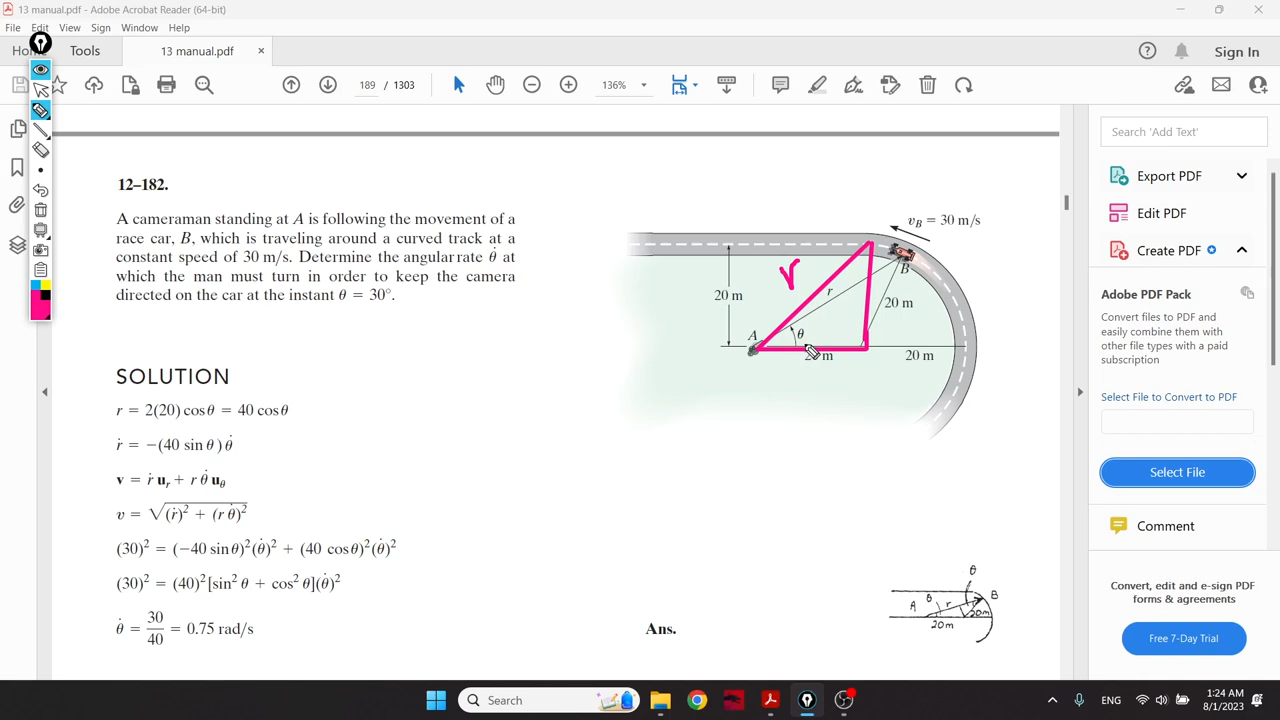 13 manual.pdf - Adobe Acrobat Reader (64-bit)
File Edit View Sign Window Help
Tools 13 manual.pdf × Sign In
189 / 1303 136%
Search 'Add Text'
Export PDF
Edit PDF
Create PDF
Adobe PDF Pack
Convert files to PDF and
easily combine them with
other file types with a paid
subscription
Select File to Convert to PDF
Select File
Comment
Convert, edit and e-sign PDF
forms & agreements
Free 7-Day Trial
12–182.
A cameraman standing at A is following the movement of a
race car, B, which is traveling around a curved track at a
constant speed of 30 m/s. Determine the angular rate θ̇ at
which the man must turn in order to keep the camera
directed on the car at the instant θ = 30°.
v_B = 30 m/s
B
r
20 m
r
20 m
A
θ
20 m
SOLUTION
r = 2(20) cos θ = 40 cos θ
ṙ = −(40 sin θ) θ̇
v = ṙ u_r + r θ̇ u_θ
v = √(ṙ)² + (r θ̇)²
(30)² = (−40 sin θ)² (θ̇)² + (40 cos θ)² (θ̇)²
(30)² = (40)² [sin² θ + cos² θ](θ̇)²
θ̇ = 30/40 = 0.75 rad/s
Ans.
θ
A θ r B
20m
20m
Search
ENG
1:24 AM
8/1/2023